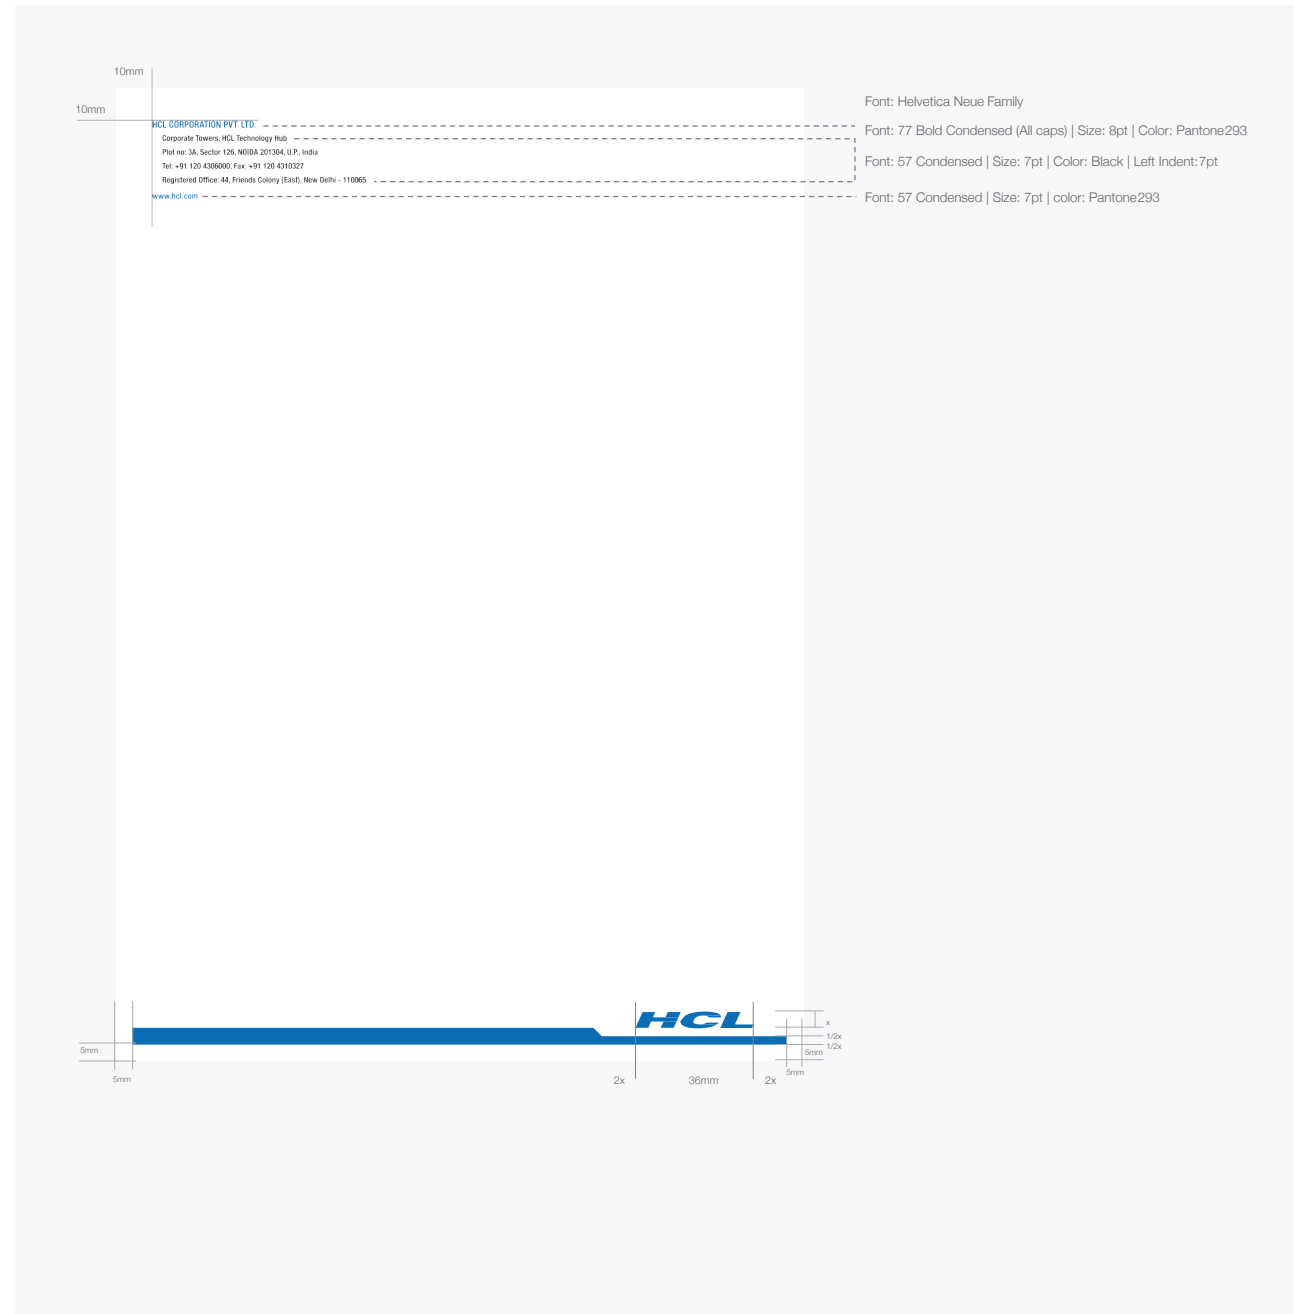 10mm
10mm
HCL CORPORATION PVT. LTD.
Corporate Towers, HCL Technology Hub
Plot no: 3A, Sector 126, NOIDA 201304, U.P., India
Tel: +91 120 4306000, Fax: +91 120 4310327
Registered Office: 44, Friends Colony (East), New Delhi - 110065
www.hcl.com
Font: Helvetica Neue Family
Font: 77 Bold Condensed (All caps) | Size: 8pt | Color: Pantone293
Font: 57 Condensed | Size: 7pt | Color: Black | Left Indent:7pt
Font: 57 Condensed | Size: 7pt | color: Pantone293
HCL
x
1/2x
1/2x
5mm
5mm
5mm
5mm
2x
36mm
2x